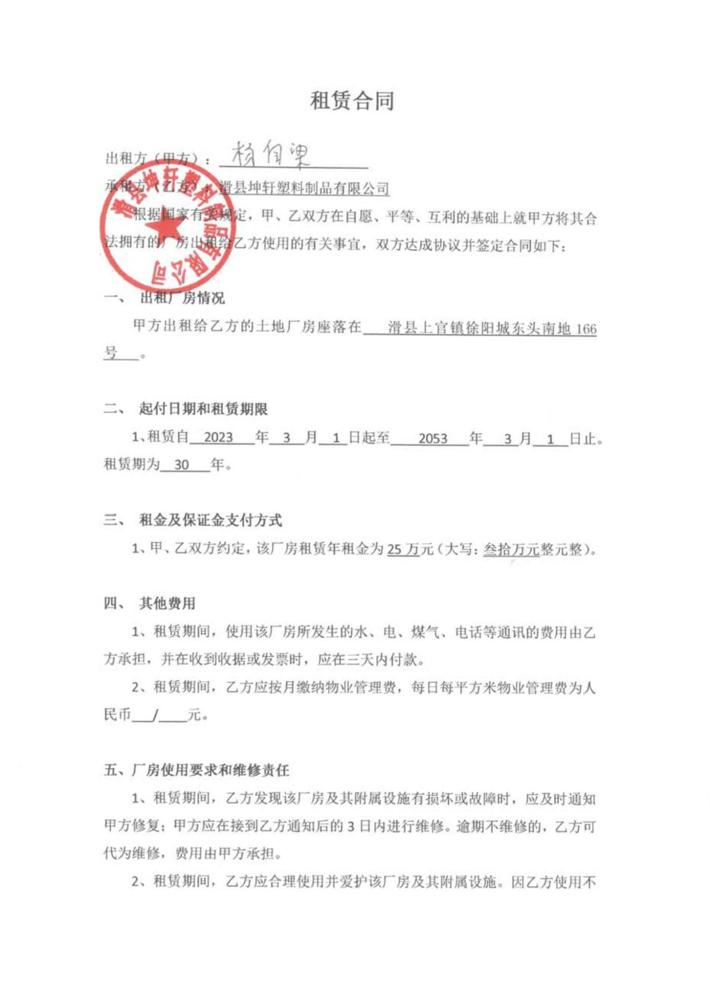 租赁合同
出租方（甲方）：杨自梁
承租方（乙方）：滑县坤轩塑料制品有限公司
滑县坤轩塑料制品有限公司
根据国家有关规定，甲、乙双方在自愿、平等、互利的基础上就甲方将其合
法拥有的厂房出租给乙方使用的有关事宜，双方达成协议并签定合同如下：
一、 出租厂房情况
甲方出租给乙方的土地厂房座落在 滑县上官镇徐阳城东头南地 166
号 。
二、 起付日期和租赁期限
1、租赁自 2023 年 3 月 1 日起至 2053 年 3 月 1 日止。
租赁期为 30 年。
三、 租金及保证金支付方式
1、甲、乙双方约定，该厂房租赁年租金为 25 万元（大写：叁拾万元整元整）。
四、 其他费用
1、租赁期间，使用该厂房所发生的水、电、煤气、电话等通讯的费用由乙
方承担，并在收到收据或发票时，应在三天内付款。
2、租赁期间，乙方应按月缴纳物业管理费，每日每平方米物业管理费为人
民币 / 元。
五、厂房使用要求和维修责任
1、租赁期间，乙方发现该厂房及其附属设施有损坏或故障时，应及时通知
甲方修复；甲方应在接到乙方通知后的 3 日内进行维修。逾期不维修的，乙方可
代为维修，费用由甲方承担。
2、租赁期间，乙方应合理使用并爱护该厂房及其附属设施。因乙方使用不